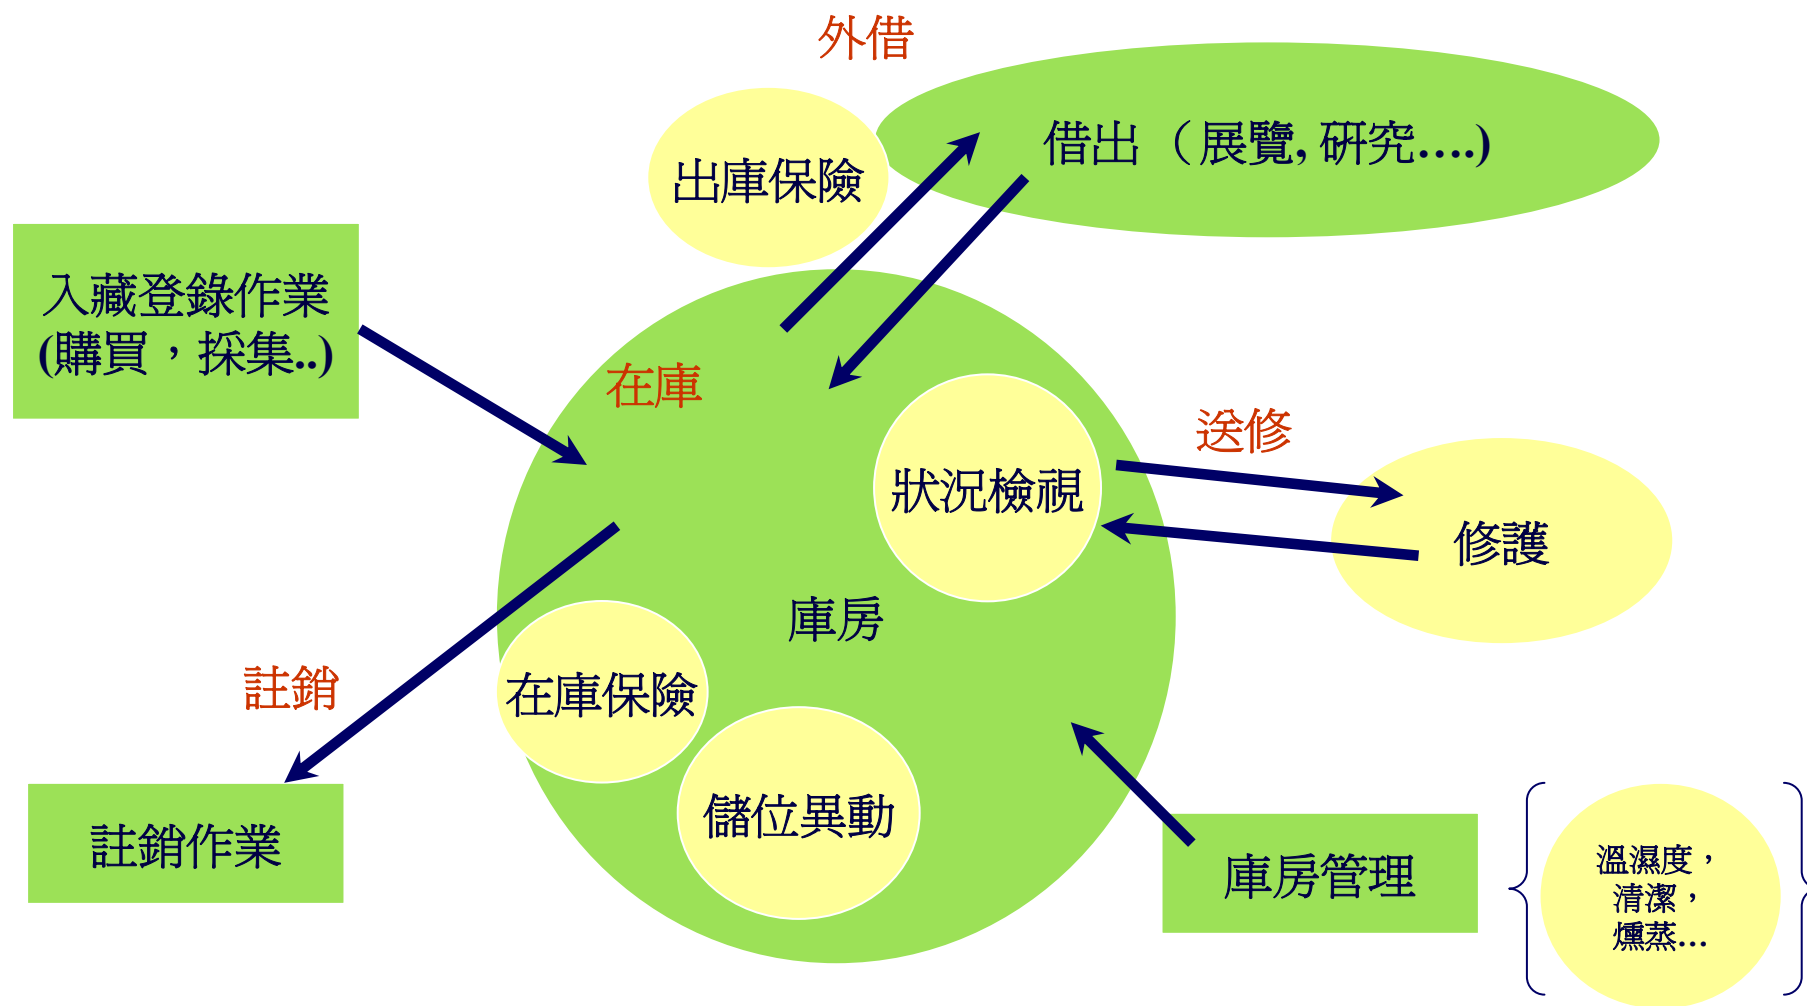 外借
借出（展覽, 研究….)
出庫保險
入藏登錄作業
(購買，採集..)
在庫
送修
狀況檢視
修護
庫房
註銷
在庫保險
儲位異動
註銷作業
庫房管理
溫濕度，
清潔，
燻蒸…